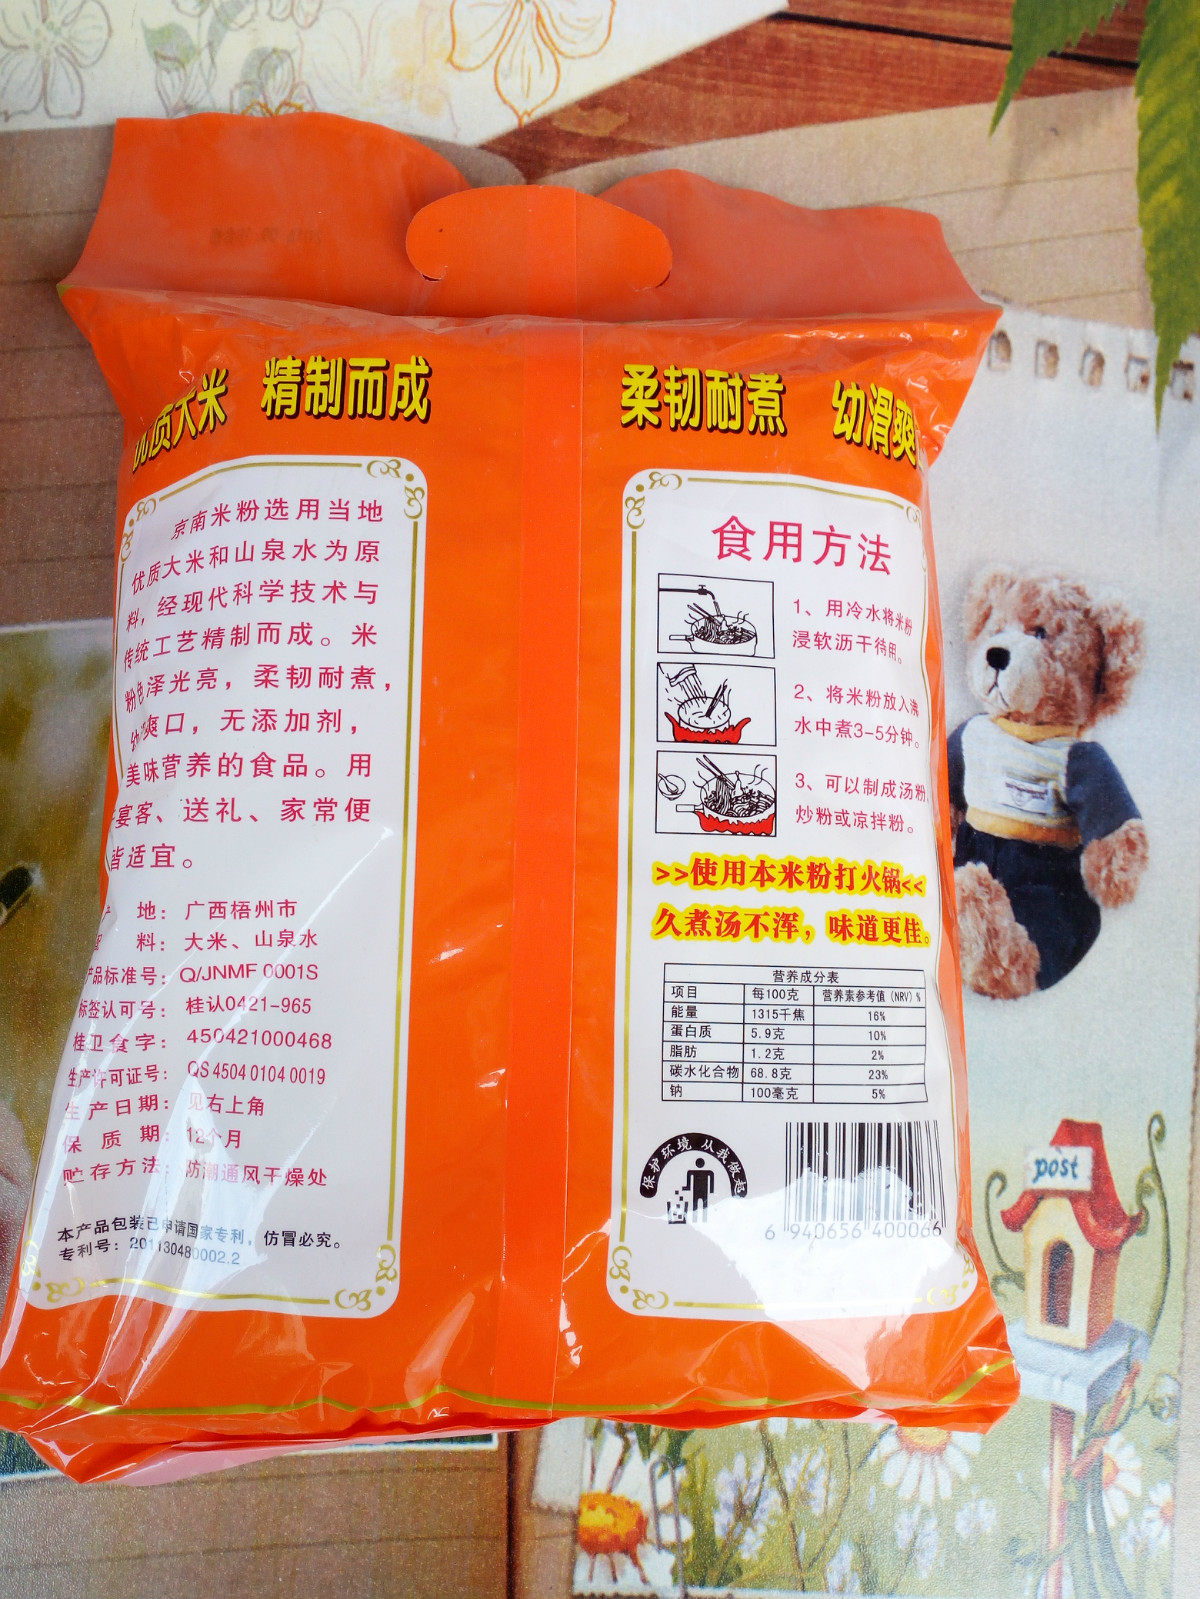 优质大米 精制而成
京南米粉选用当地
优质大米和山泉水为原
料，经现代科学技术与
传统工艺精制而成。米
粉色泽光亮，柔韧耐煮，
幼滑爽口，无添加剂，
美味营养的食品。用
宴客、送礼、家常便
皆适宜。
地：广西梧州市
料：大米、山泉水
产品标准号：Q/JNMF 0001S
标签认可号：桂认0421-965
桂卫食字：450421000468
生产许可证号：QS 4504 0104 0019
生产日期：见右上角
保质期：12个月
贮存方法：防潮通风干燥处
本产品包装已申请国家专利，仿冒必究。
专利号：201130480002.2
柔韧耐煮 幼滑爽
食用方法
1、用冷水将米粉
浸软沥干待用。
2、将米粉放入沸
水中煮3-5分钟。
3、可以制成汤粉
炒粉或凉拌粉。
>>使用本米粉打火锅<<
久煮汤不浑，味道更佳。
营养成分表
项目 每100克 营养素参考值（NRV）%
能量 1315千焦 16%
蛋白质 5.9克 10%
脂肪 1.2克 2%
碳水化合物 68.8克 23%
钠 100毫克 5%
保护环境 从我做起
6 940656 400066
post